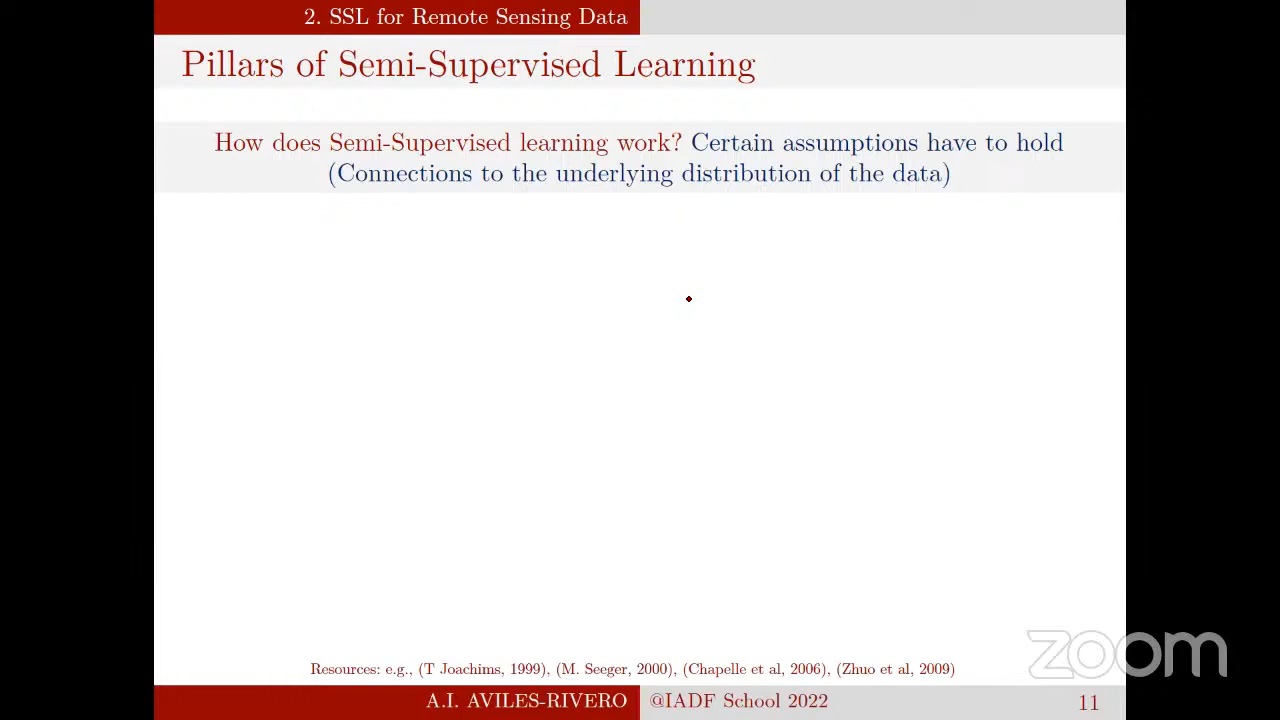 2. SSL for Remote Sensing Data
Pillars of Semi-Supervised Learning
How does Semi-Supervised learning work? Certain assumptions have to hold
(Connections to the underlying distribution of the data)
Resources: e.g., (T Joachims, 1999), (M. Seeger, 2000), (Chapelle et al, 2006), (Zhuo et al, 2009)
zoom
A.I. AVILES-RIVERO @IADF School 2022 11